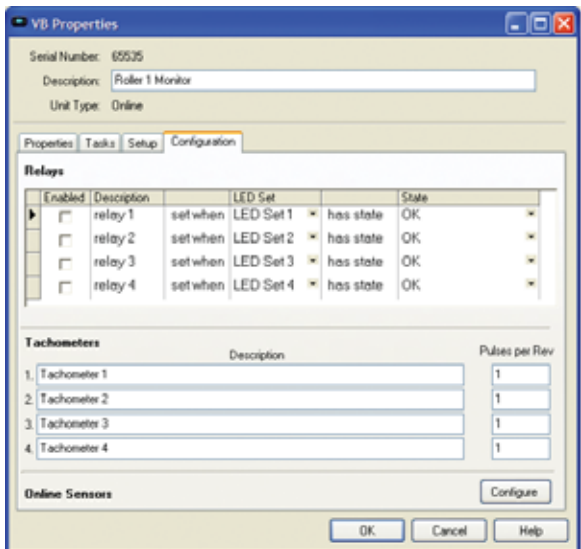 VB Properties
Serial Number: 65535
Description: Roller 1 Monitor
Unit Type: Online
Properties Tasks Setup Configuration
Relays
Enabled Description LED Set State
relay 1 set when LED Set 1 has state OK
relay 2 set when LED Set 2 has state OK
relay 3 set when LED Set 3 has state OK
relay 4 set when LED Set 4 has state OK
Tachometers
Description Pulses per Rev
1. Tachometer 1 1
2. Tachometer 2 1
3. Tachometer 3 1
4. Tachometer 4 1
Online Sensors Configure
OK Cancel Help